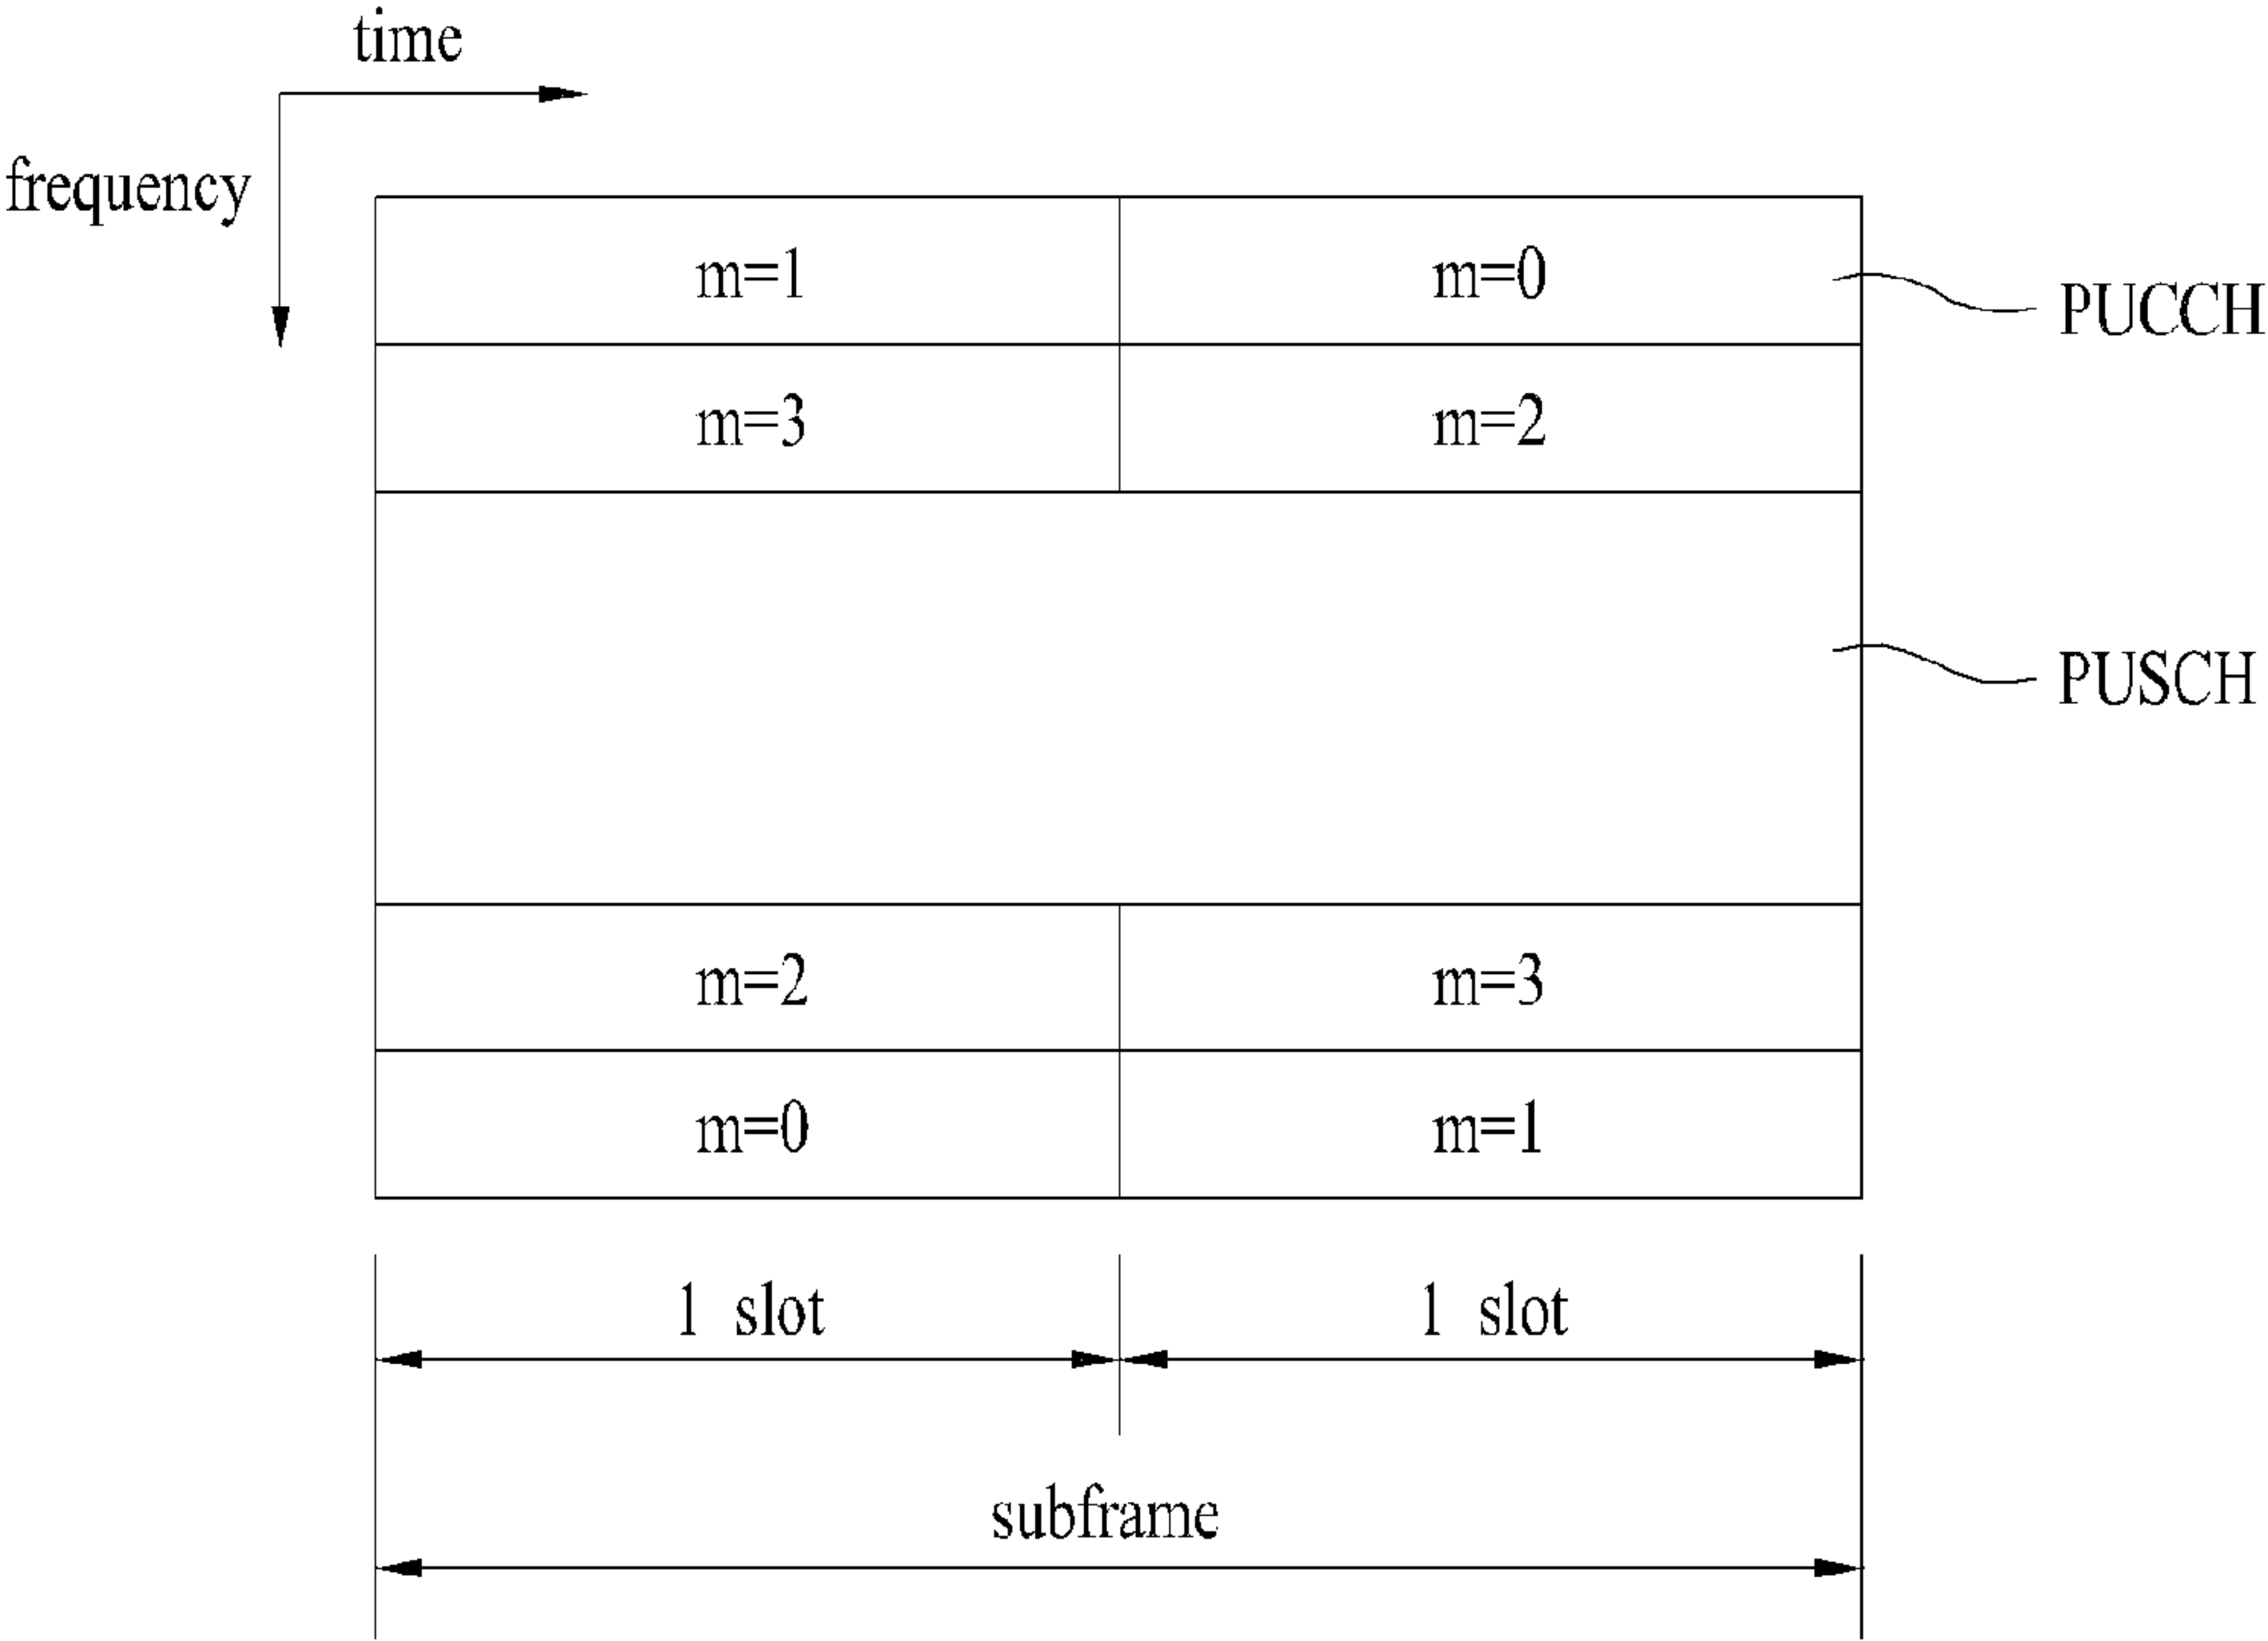 time
frequency
m=1 m=0
PUCCH
m=3 m=2
PUSCH
m=2 m=3
m=0 m=1
1 slot 1 slot
subframe